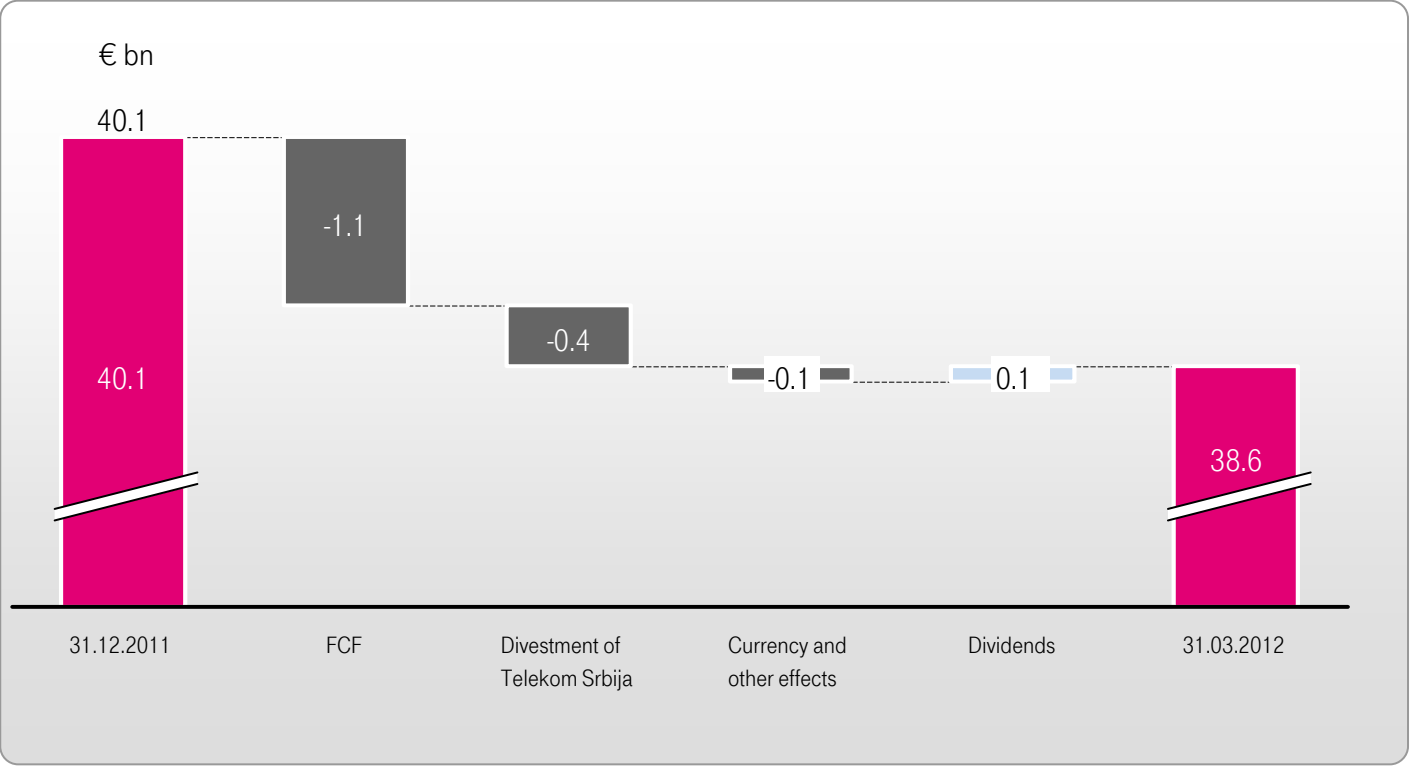 € bn
40.1
40.1
-1.1
-0.4
-0.1
0.1
38.6
31.12.2011
FCF
Divestment of
Telekom Srbija
Currency and
other effects
Dividends
31.03.2012